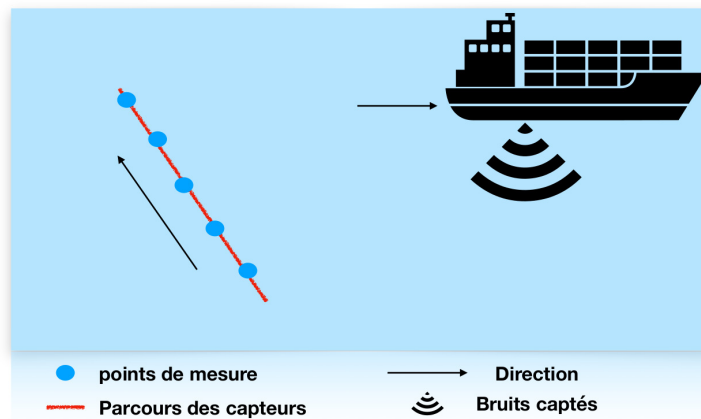 points de mesure
Direction
Parcours des capteurs
Bruits captés